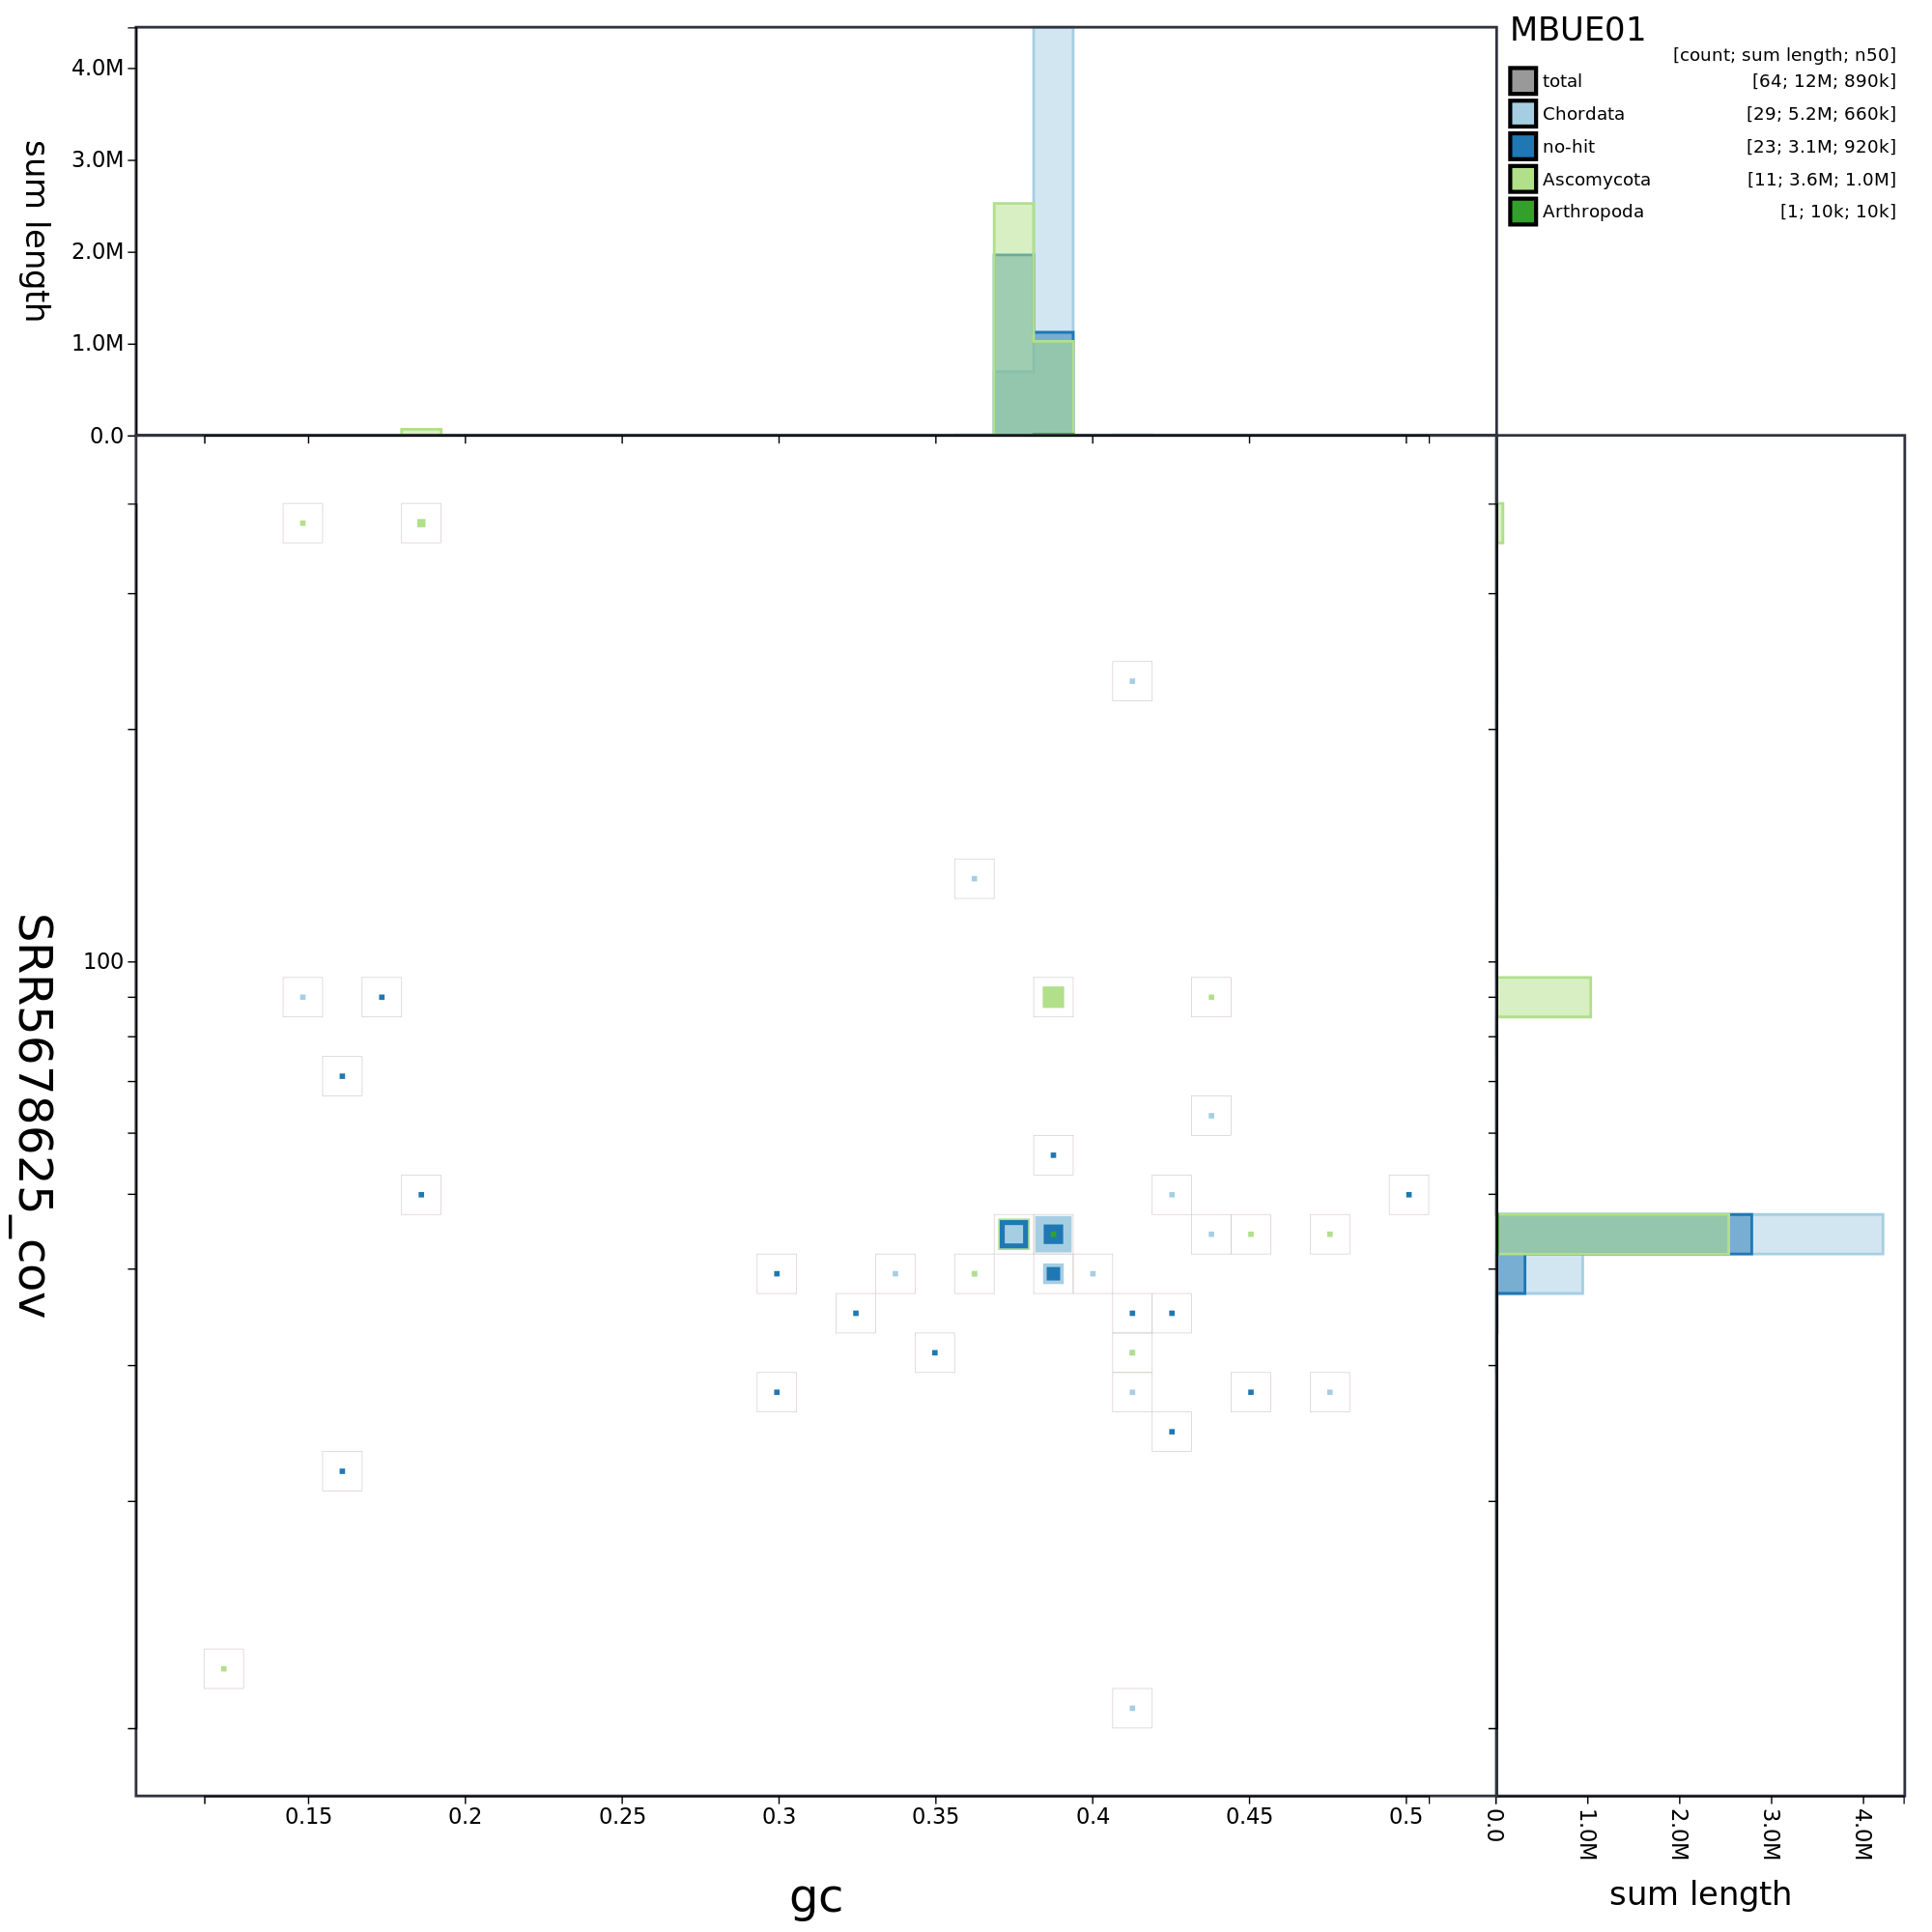 MBUE01
[count; sum length; n50]
total [64; 12M; 890k]
Chordata [29; 5.2M; 660k]
no-hit [23; 3.1M; 920k]
Ascomycota [11; 3.6M; 1.0M]
Arthropoda [1; 10k; 10k]
sum length
4.0M
3.0M
2.0M
1.0M
0.0
SRR5678625_cov
100
0.15 0.2 0.25 0.3 0.35 0.4 0.45 0.5
gc
0.0 1.0M 2.0M 3.0M 4.0M
sum length